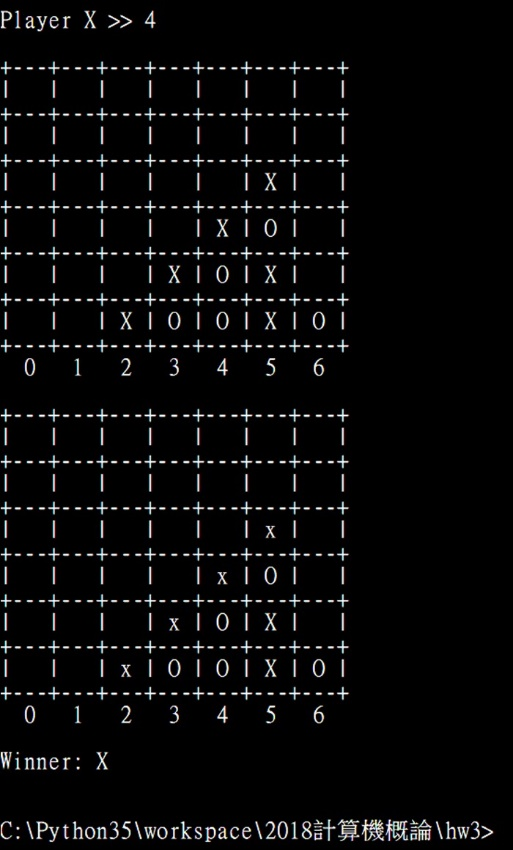 Player X >> 4
+---+---+---+---+---+---+---+
|   |   |   |   |   |   |   |
+---+---+---+---+---+---+---+
|   |   |   |   |   |   |   |
+---+---+---+---+---+---+---+
|   |   |   |   |   | X |   |
+---+---+---+---+---+---+---+
|   |   |   |   | X | O |   |
+---+---+---+---+---+---+---+
|   |   |   | X | O | X |   |
+---+---+---+---+---+---+---+
|   |   | X | O | O | X | O |
+---+---+---+---+---+---+---+
  0   1   2   3   4   5   6
+---+---+---+---+---+---+---+
|   |   |   |   |   |   |   |
+---+---+---+---+---+---+---+
|   |   |   |   |   |   |   |
+---+---+---+---+---+---+---+
|   |   |   |   |   | x |   |
+---+---+---+---+---+---+---+
|   |   |   |   | x | O |   |
+---+---+---+---+---+---+---+
|   |   |   | x | O | X |   |
+---+---+---+---+---+---+---+
|   |   | x | O | O | X | O |
+---+---+---+---+---+---+---+
  0   1   2   3   4   5   6
Winner: X
C:\Python35\workspace\2018計算機概論\hw3>